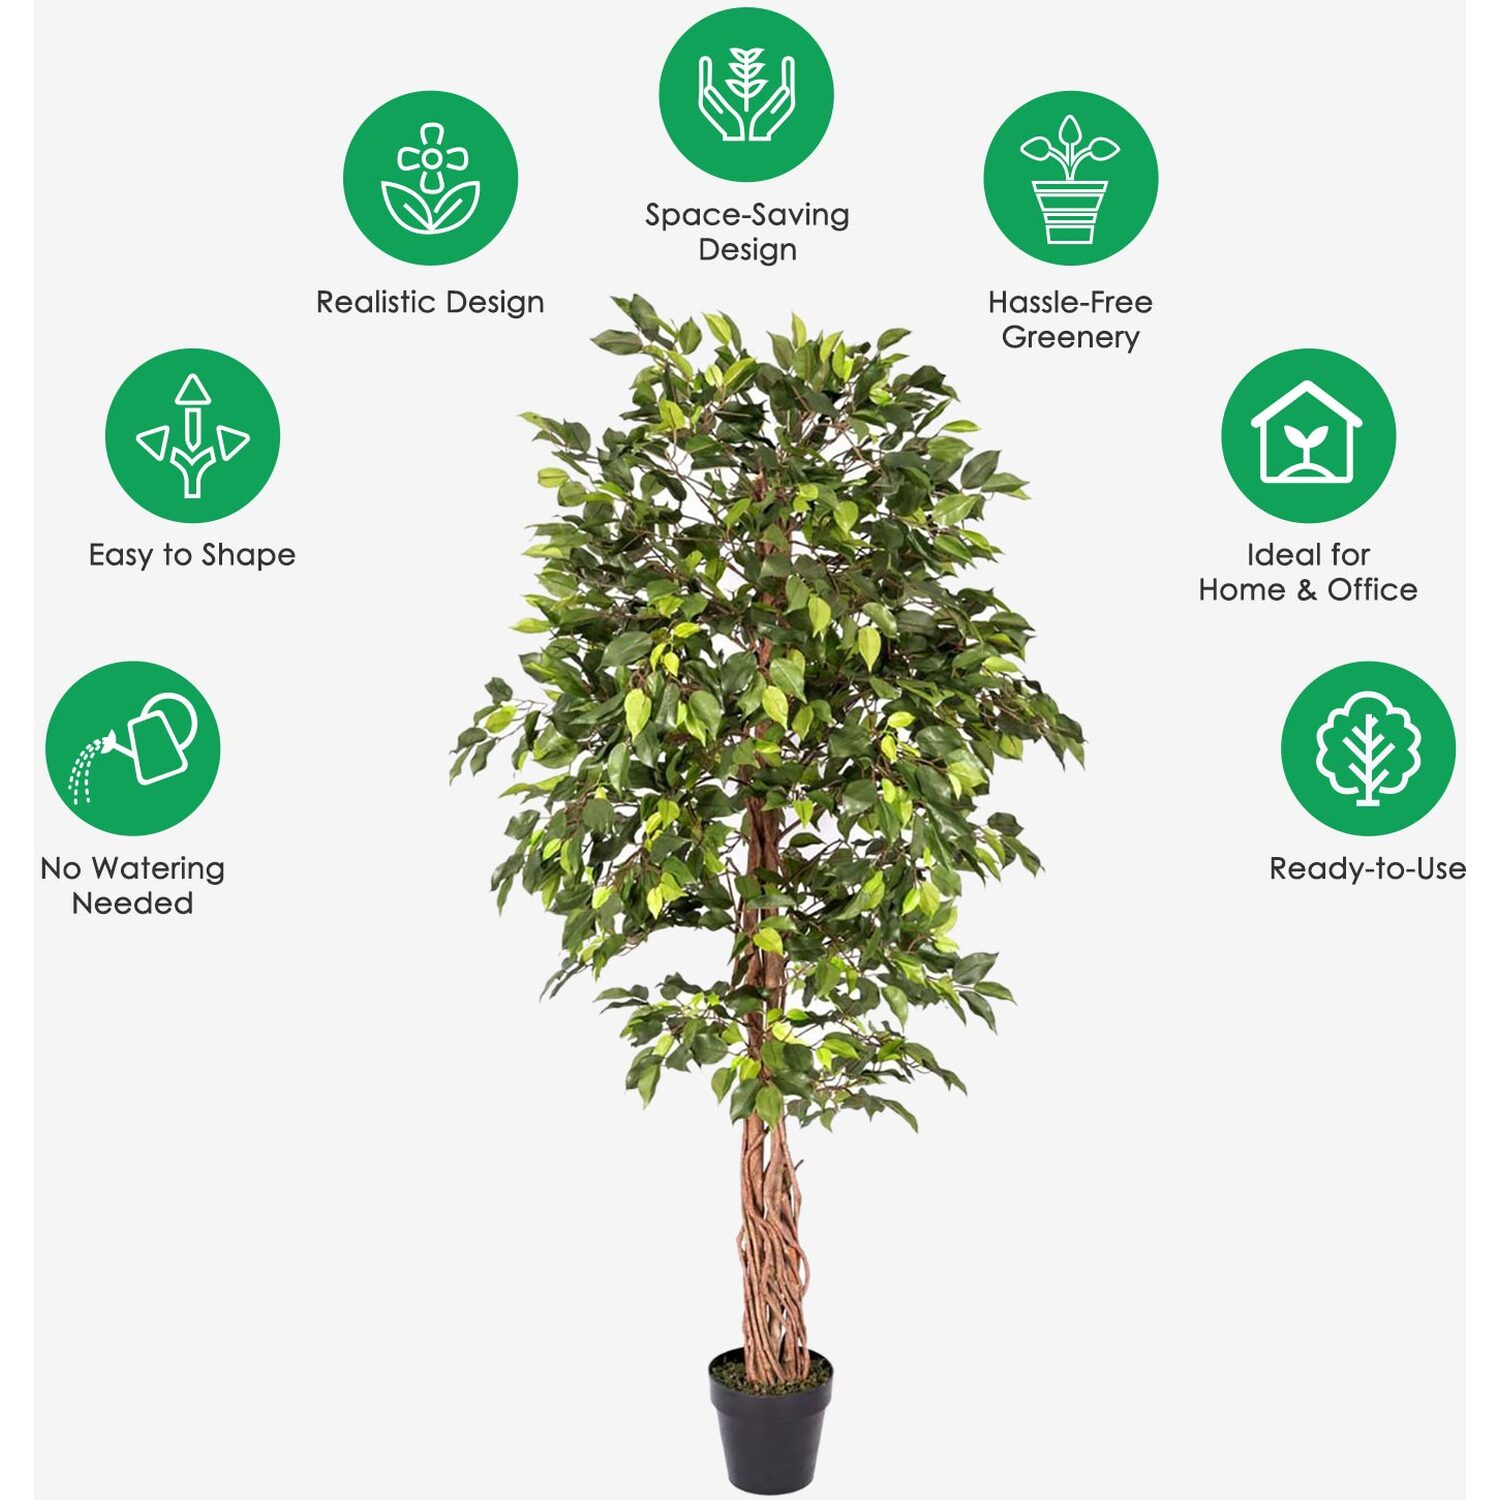 Space-Saving
Design
Realistic Design
Hassle-Free
Greenery
Easy to Shape
Ideal for
Home & Office
No Watering
Needed
Ready-to-Use